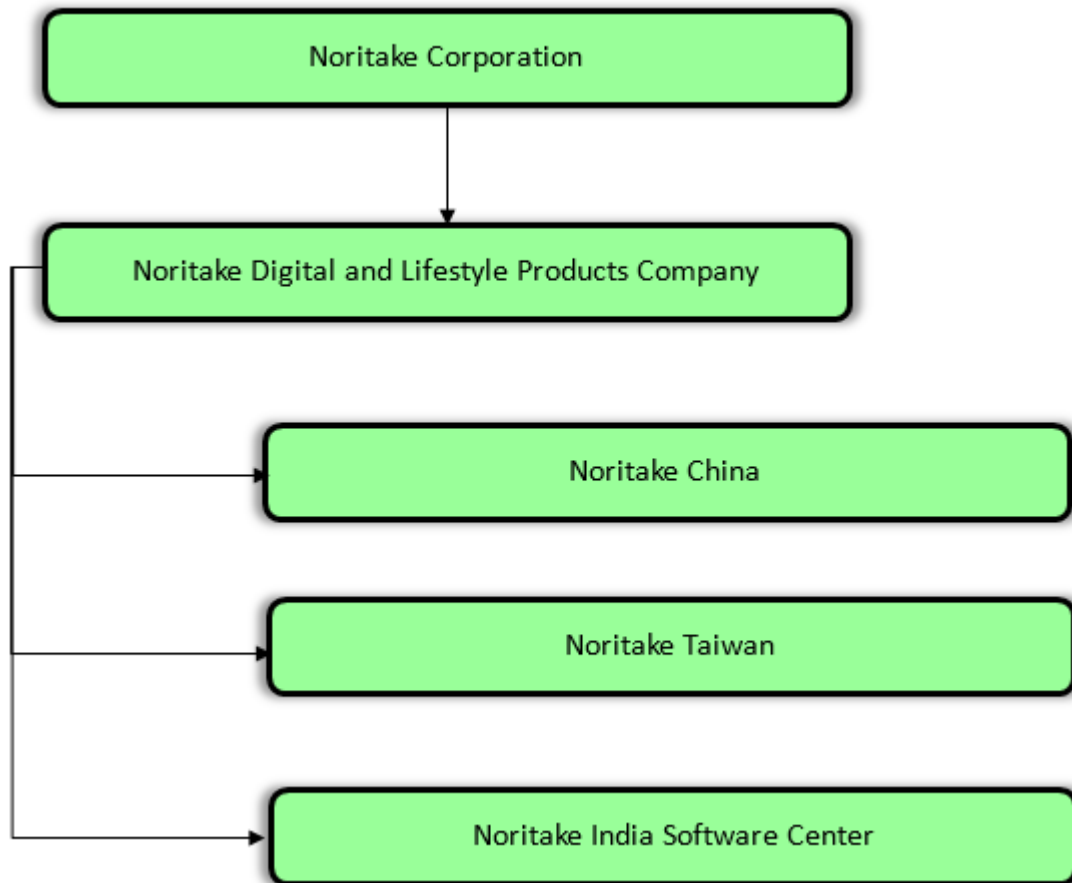 Noritake Corporation
Noritake Digital and Lifestyle Products Company
Noritake China
Noritake Taiwan
Noritake India Software Center